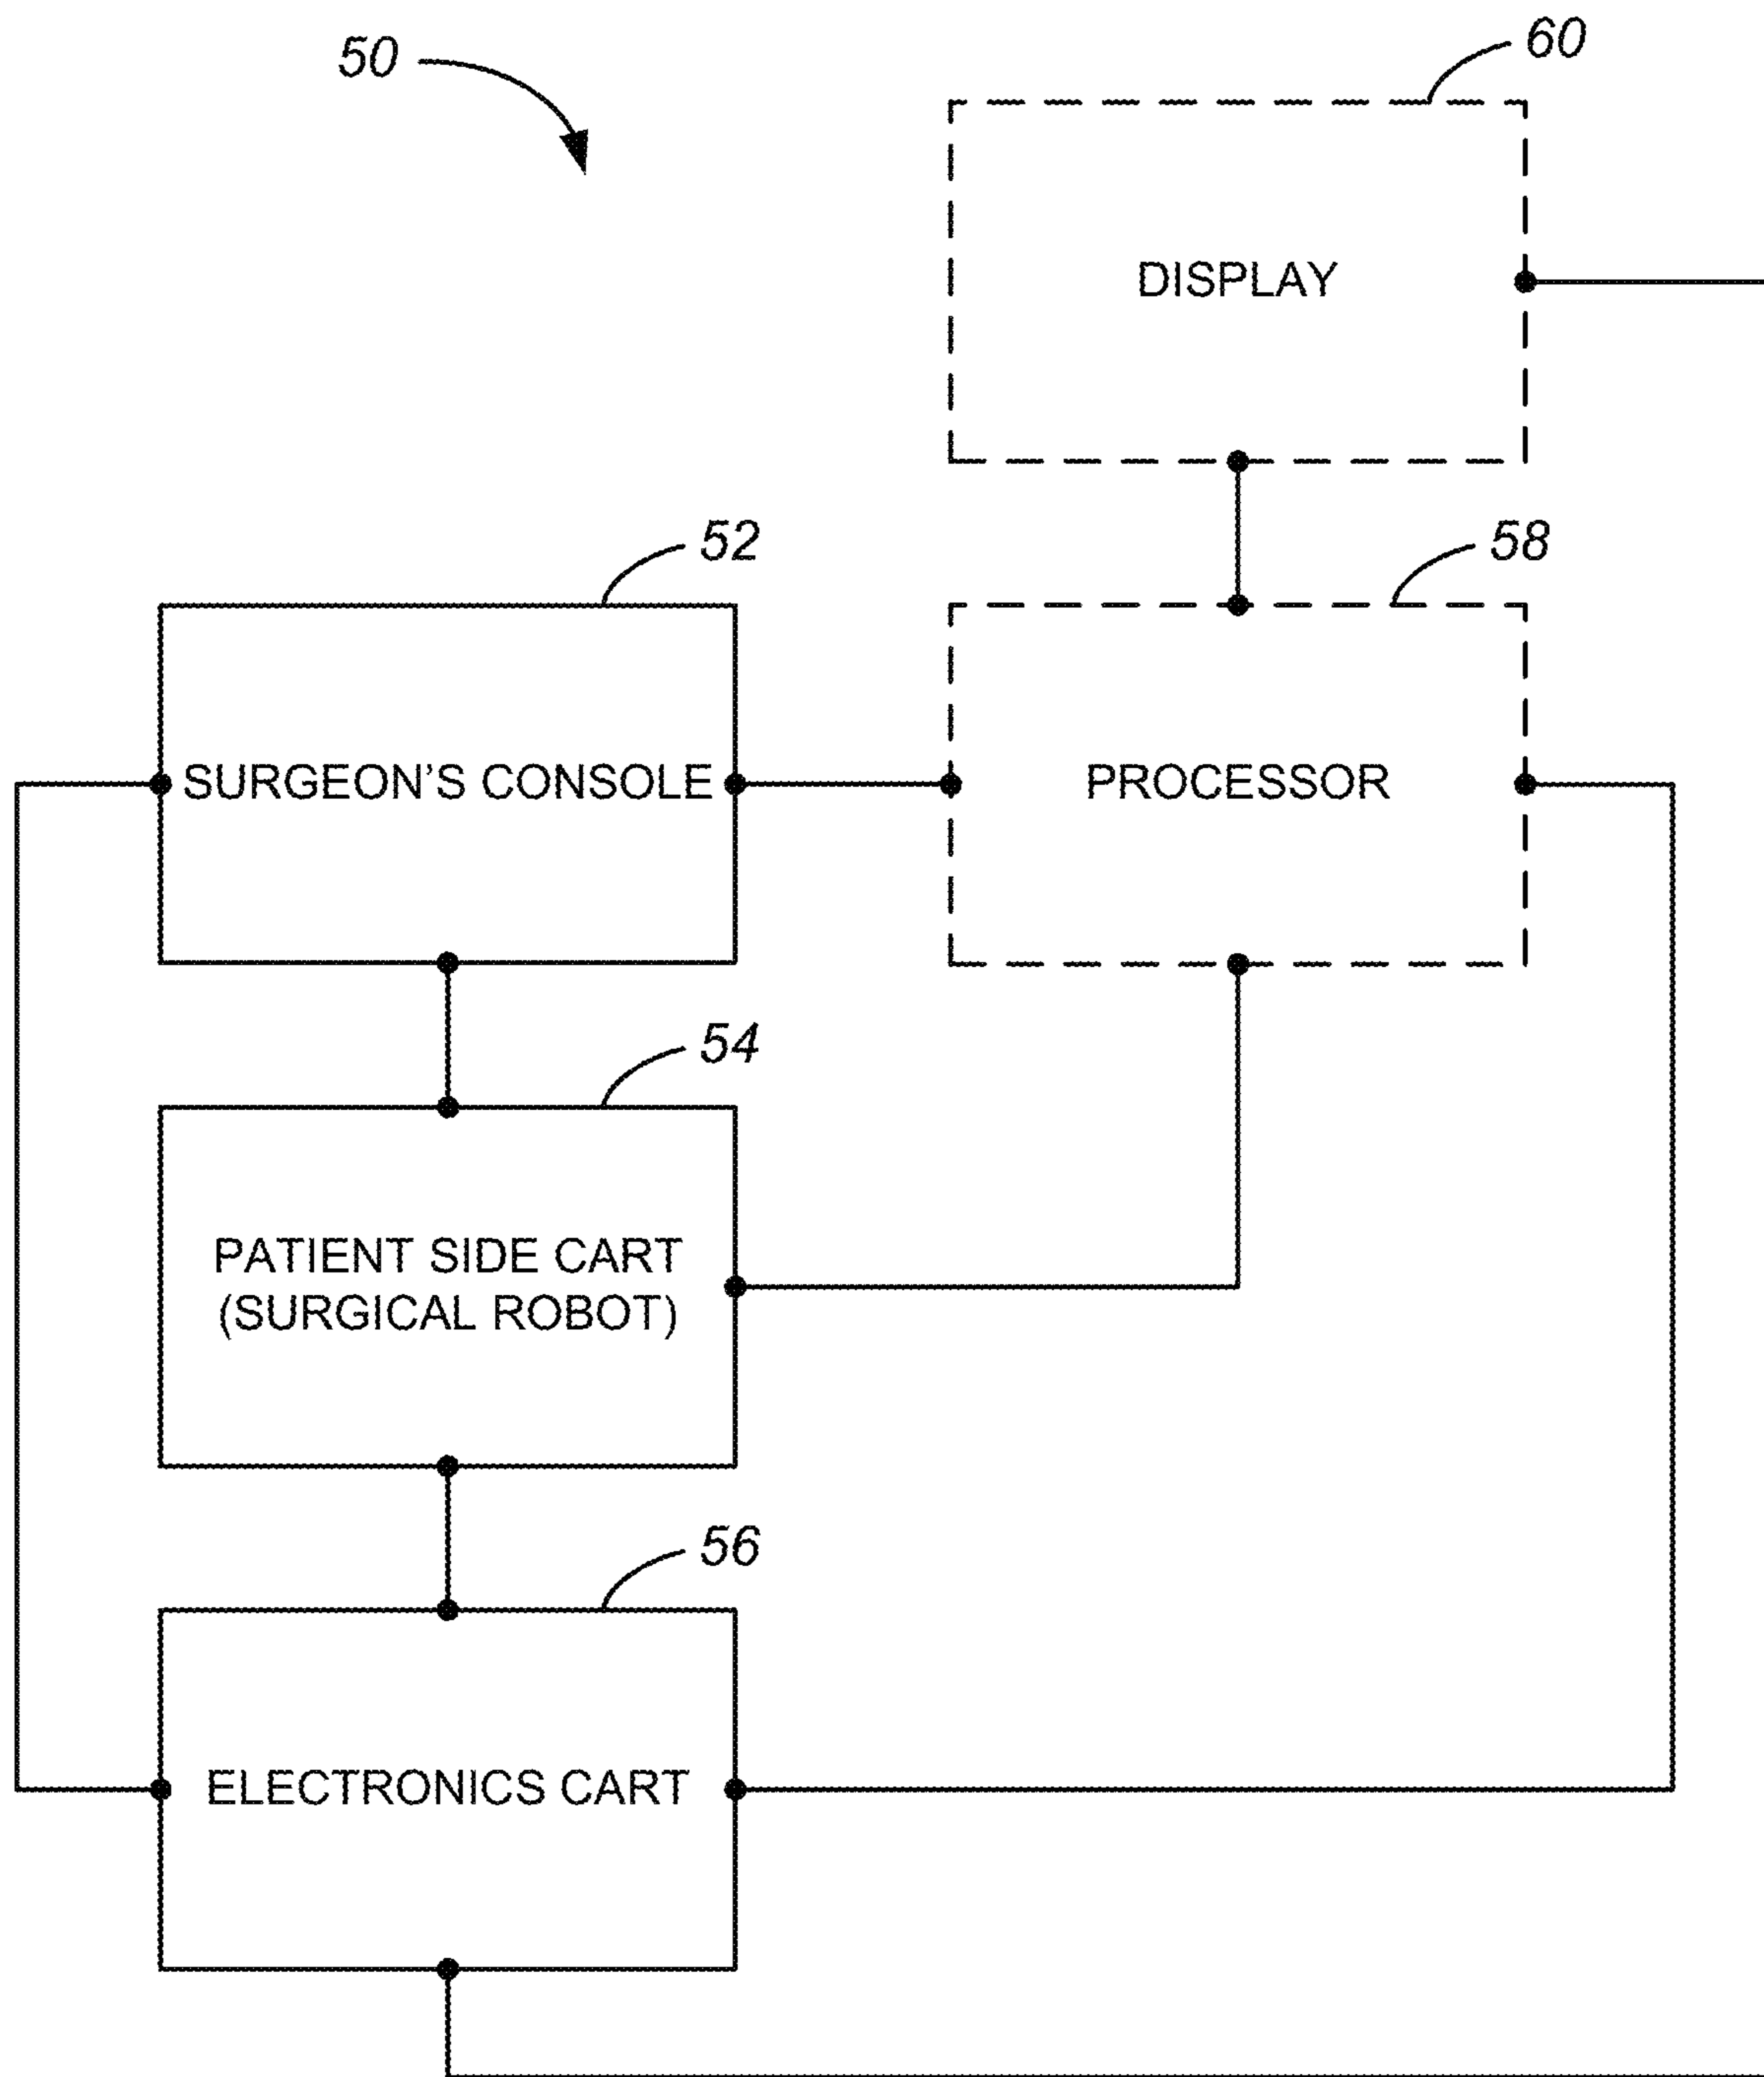 50
60
DISPLAY
52
58
SURGEON'S CONSOLE
PROCESSOR
54
PATIENT SIDE CART
(SURGICAL ROBOT)
56
ELECTRONICS CART